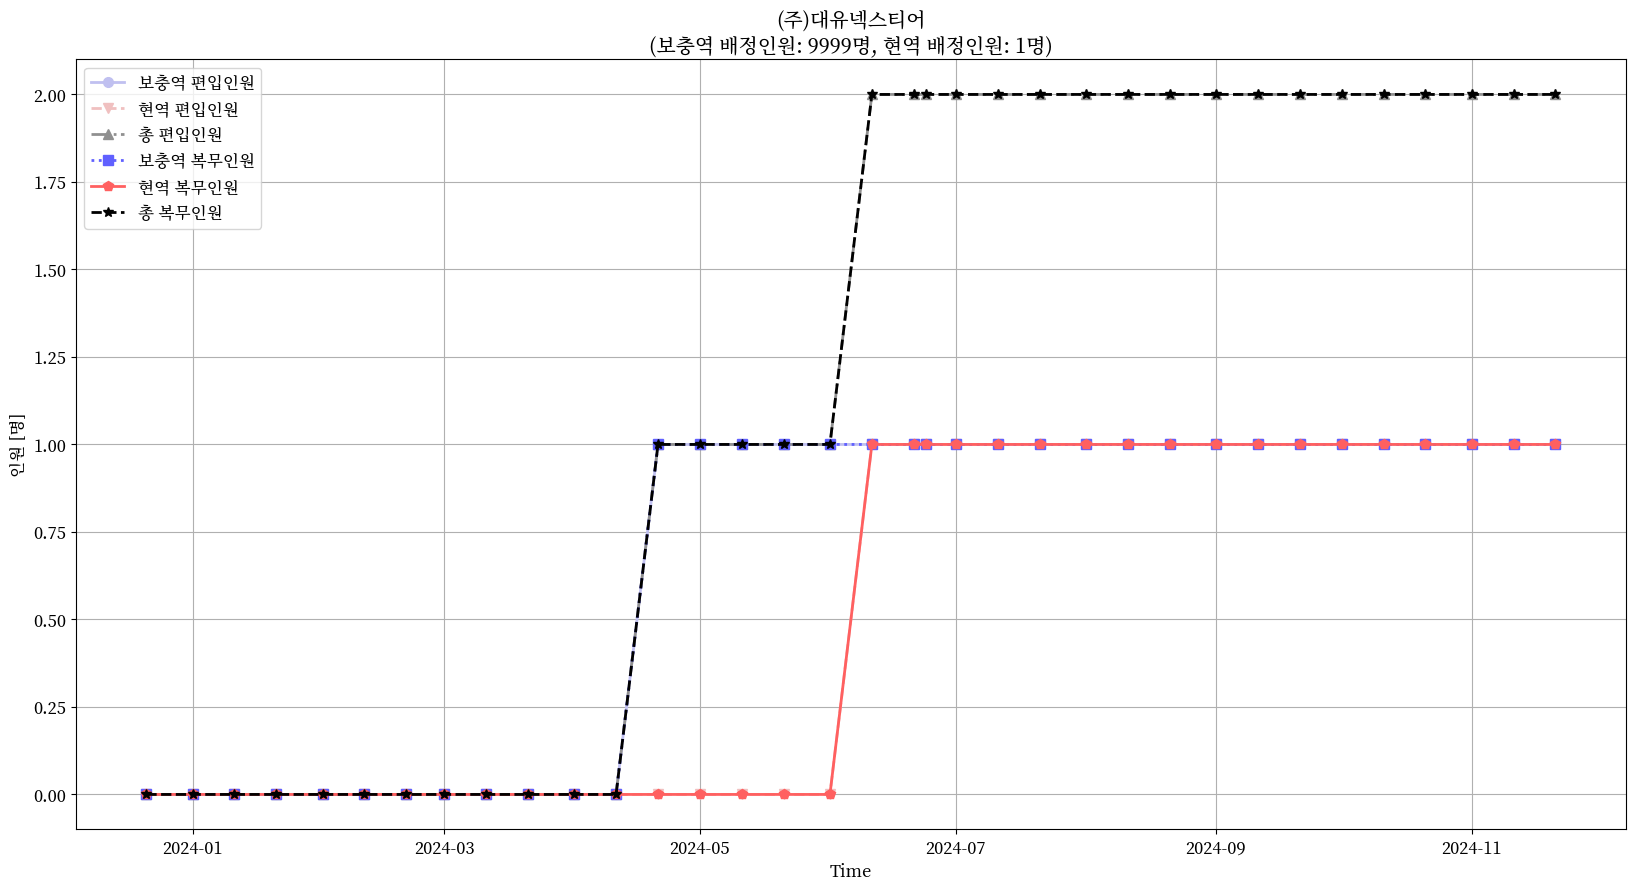 (주)대유넥스티어
(보충역 배정인원: 9999명, 현역 배정인원: 1명)
보충역 편입인원
현역 편입인원
총 편입인원
보충역 복무인원
현역 복무인원
총 복무인원
인원 [명]
2.00
1.75
1.50
1.25
1.00
0.75
0.50
0.25
0.00
2024-01
2024-03
2024-05
2024-07
2024-09
2024-11
Time